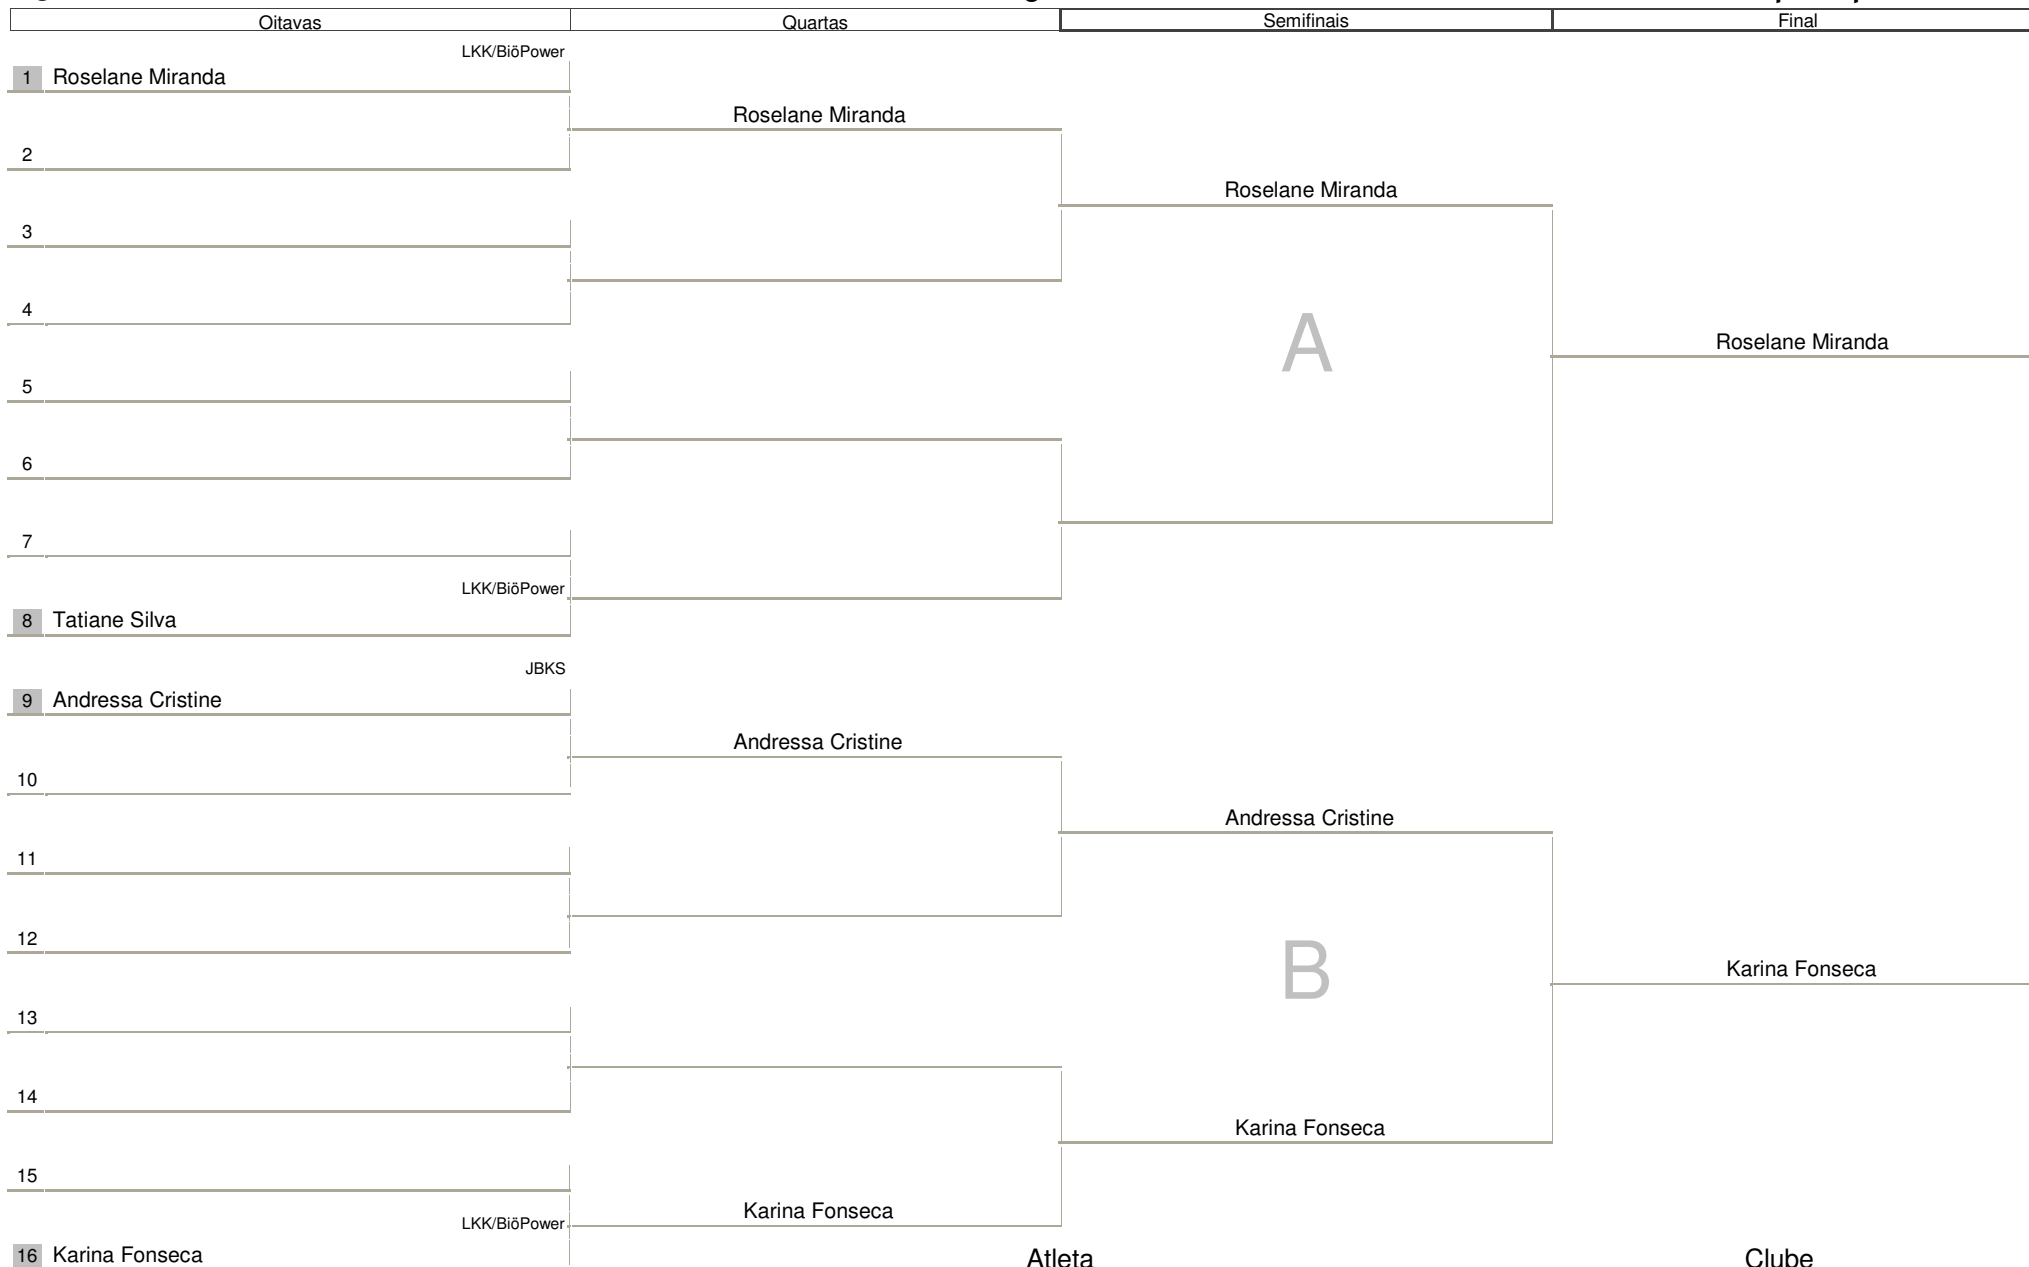 Oitavas Quartas Semifinais Final
LKK/BiöPower
1 Roselane Miranda
Roselane Miranda
2
Roselane Miranda
3
4
A
Roselane Miranda
5
6
7
LKK/BiöPower
8 Tatiane Silva
JBKS
9 Andressa Cristine
Andressa Cristine
10
Andressa Cristine
11
12
B
Karina Fonseca
13
14
Karina Fonseca
15
Karina Fonseca
LKK/BiöPower
16 Karina Fonseca
Atleta Clube